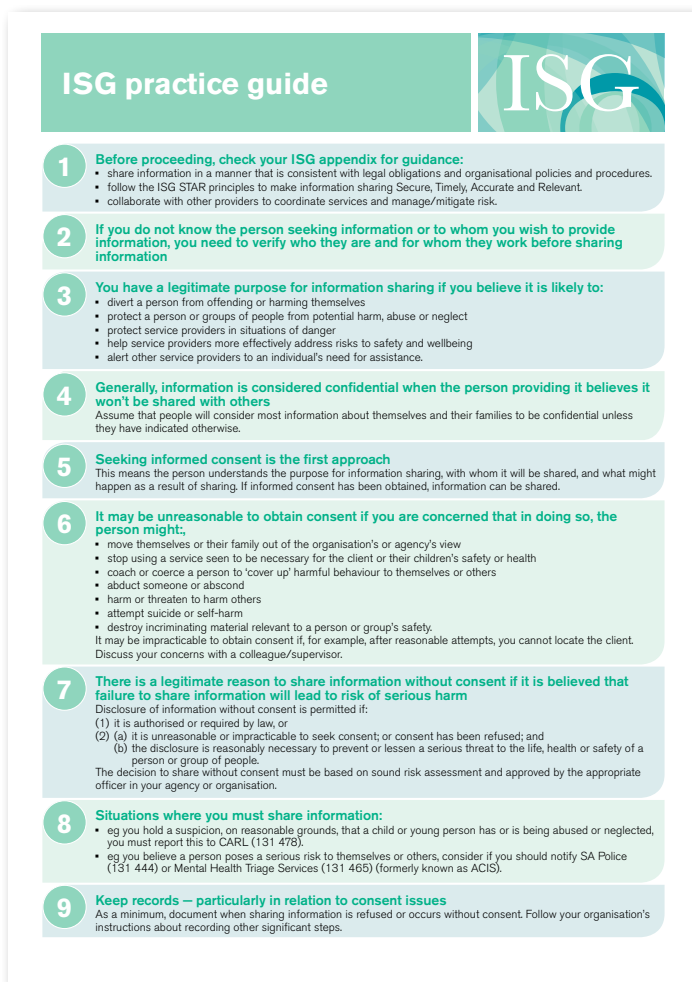 ISG practice guide
ISG
1
Before proceeding, check your ISG appendix for guidance:
▪ share information in a manner that is consistent with legal obligations and organisational policies and procedures.
▪ follow the ISG STAR principles to make information sharing Secure, Timely, Accurate and Relevant.
▪ collaborate with other providers to coordinate services and manage/mitigate risk.
2
If you do not know the person seeking information or to whom you wish to provide
information, you need to verify who they are and for whom they work before sharing
information
3
You have a legitimate purpose for information sharing if you believe it is likely to:
▪ divert a person from offending or harming themselves
▪ protect a person or groups of people from potential harm, abuse or neglect
▪ protect service providers in situations of danger
▪ help service providers more effectively address risks to safety and wellbeing
▪ alert other service providers to an individual's need for assistance.
4
Generally, information is considered confidential when the person providing it believes it
won't be shared with others
Assume that people will consider most information about themselves and their families to be confidential unless
they have indicated otherwise.
5
Seeking informed consent is the first approach
This means the person understands the purpose for information sharing, with whom it will be shared, and what might
happen as a result of sharing. If informed consent has been obtained, information can be shared.
6
It may be unreasonable to obtain consent if you are concerned that in doing so, the
person might:,
▪ move themselves or their family out of the organisation's or agency's view
▪ stop using a service seen to be necessary for the client or their children's safety or health
▪ coach or coerce a person to 'cover up' harmful behaviour to themselves or others
▪ abduct someone or abscond
▪ harm or threaten to harm others
▪ attempt suicide or self-harm
▪ destroy incriminating material relevant to a person or group's safety.
It may be impracticable to obtain consent if, for example, after reasonable attempts, you cannot locate the client.
Discuss your concerns with a colleague/supervisor.
7
There is a legitimate reason to share information without consent if it is believed that
failure to share information will lead to risk of serious harm
Disclosure of information without consent is permitted if:
(1) it is authorised or required by law, or
(2) (a) it is unreasonable or impracticable to seek consent; or consent has been refused; and
(b) the disclosure is reasonably necessary to prevent or lessen a serious threat to the life, health or safety of a
person or group of people.
The decision to share without consent must be based on sound risk assessment and approved by the appropriate
officer in your agency or organisation.
8
Situations where you must share information:
▪ eg you hold a suspicion, on reasonable grounds, that a child or young person has or is being abused or neglected,
you must report this to CARL (131 478).
▪ eg you believe a person poses a serious risk to themselves or others, consider if you should notify SA Police
(131 444) or Mental Health Triage Services (131 465) (formerly known as ACIS).
9
Keep records — particularly in relation to consent issues
As a minimum, document when sharing information is refused or occurs without consent. Follow your organisation's
instructions about recording other significant steps.